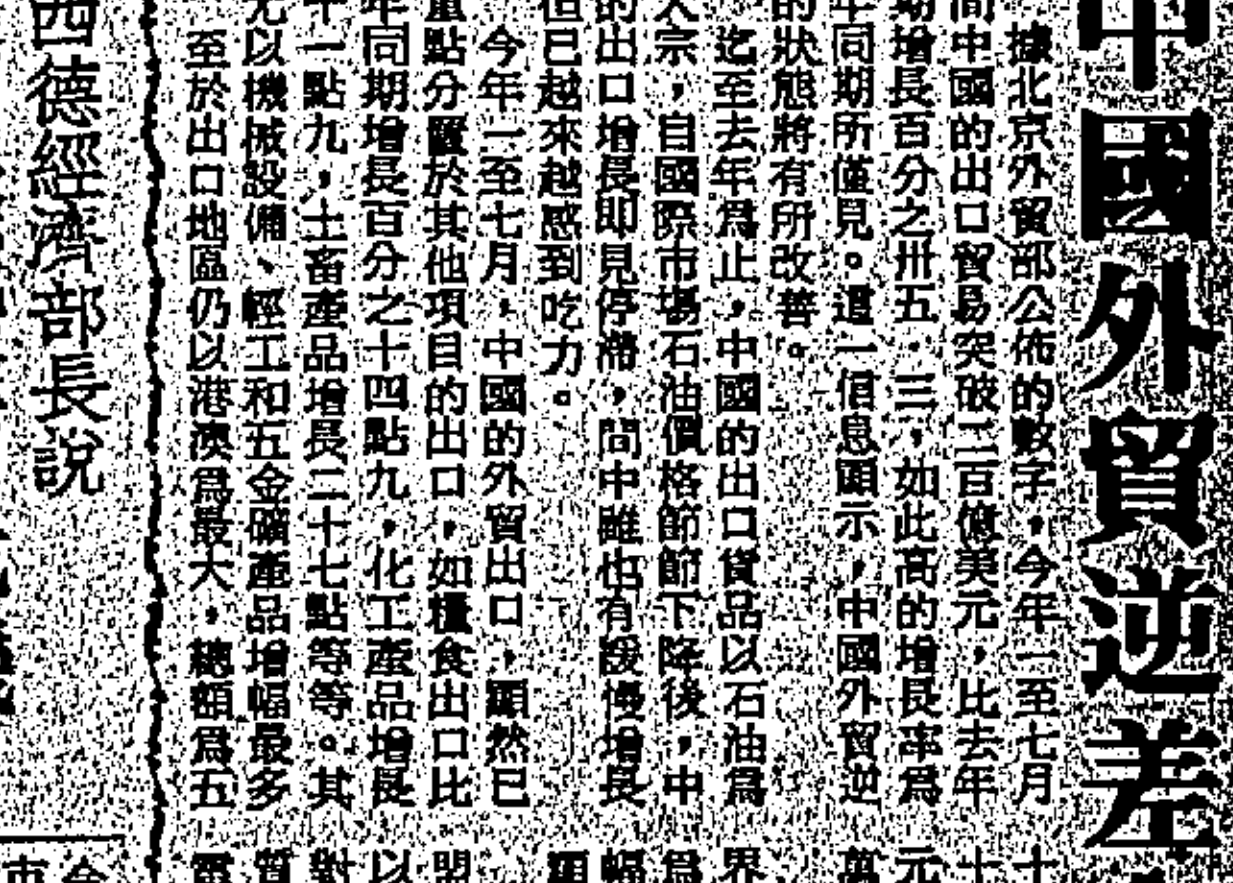 中國外貿逆差
據北京外貿部公佈的數字，今年一至七月
間中國的出口貿易突破二百億美元，比去年
期增長百分之卅五·三，如此高的增長率爲
年同期所僅見。這一信息顯示，中國外貿逆
的狀態將有所改善。
迄至去年爲止，中國的出口貨品以石油爲
大宗，自國際市場石油價格節節下降後，中
的出口增長即見停滯，間中雖也有緩慢增長
但已越來越感到吃力。
今年一至七月，中國的外貿出口，顯然已
重點分置於其他項目的出口，如糧食出口比
年同期增長百分之十四點九，化工產品增長
十一點九，土畜產品增長二十七點等等。其
尤以機械設備、輕工和五金礦產品增幅最多
至於出口地區仍以港澳爲最大，總額爲五
西德經濟部長說
十
十
元
萬
界
爲
幅
顯
盟
以
對
質